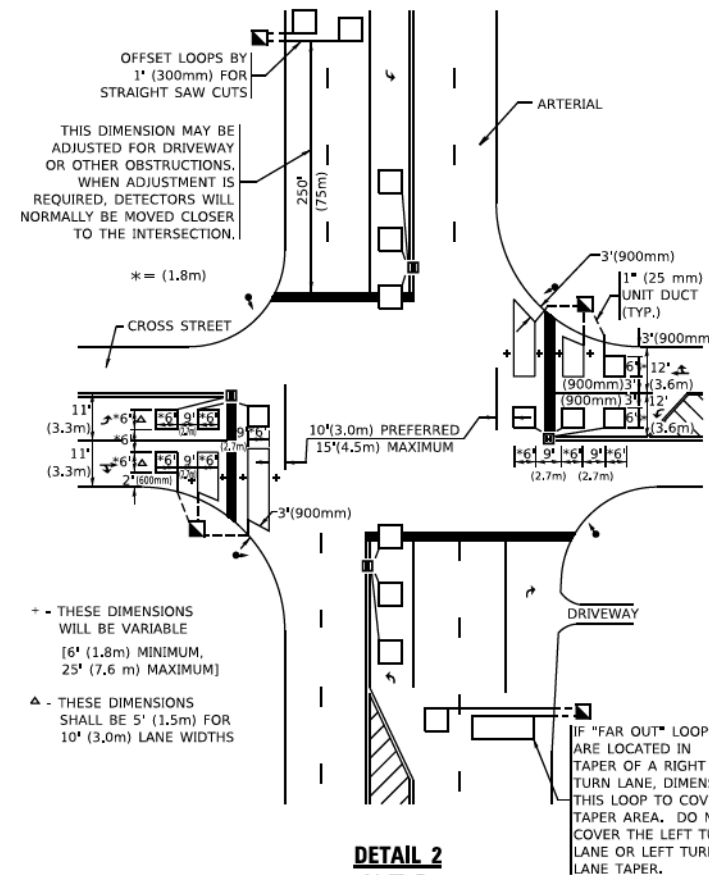 OFFSET LOOPS BY
1' (300mm) FOR
STRAIGHT SAW CUTS
ARTERIAL
THIS DIMENSION MAY BE
ADJUSTED FOR DRIVEWAY
OR OTHER OBSTRUCTIONS.
WHEN ADJUSTMENT IS
REQUIRED, DETECTORS WILL
NORMALLY BE MOVED CLOSER
TO THE INTERSECTION.
250'
(75m)
*= (1.8m)
3'(900mm)
1" (25 mm)
UNIT DUCT
(TYP.)
CROSS STREET
3'(900mm
6'
12'
(3.6m)
(900mm)3'
(900mm)3'
12'
6'
(3.6m)
11'
(3.3m)
*6'
*6'
9'
*6'
(2.7m)
*6'
9'
*6'
(2.7m)
10'(3.0m) PREFERRED
15'(4.5m) MAXIMUM
11'
(3.3m)
*6'
*6'
9'
*6'
(2.7m)
2'(600mm)
*6'
9'
*6'
9'
*6'
(2.7m)
(2.7m)
3'(900mm)
+ - THESE DIMENSIONS
WILL BE VARIABLE
[6' (1.8m) MINIMUM,
25' (7.6 m) MAXIMUM]
DRIVEWAY
△ - THESE DIMENSIONS
SHALL BE 5' (1.5m) FOR
10' (3.0m) LANE WIDTHS
IF "FAR OUT" LOOP
ARE LOCATED IN
TAPER OF A RIGHT
TURN LANE, DIMENS
THIS LOOP TO COV
TAPER AREA. DO N
COVER THE LEFT TU
LANE OR LEFT TUR
LANE TAPER.
DETAIL 2